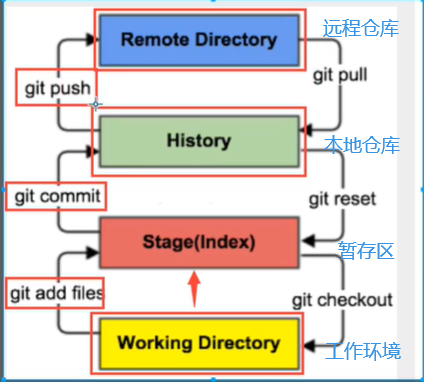 Remote Directory
远程仓库
git push
git pull
History
本地仓库
git commit
git reset
Stage(Index)
暂存区
git add files
git checkout
Working Directory
工作环境